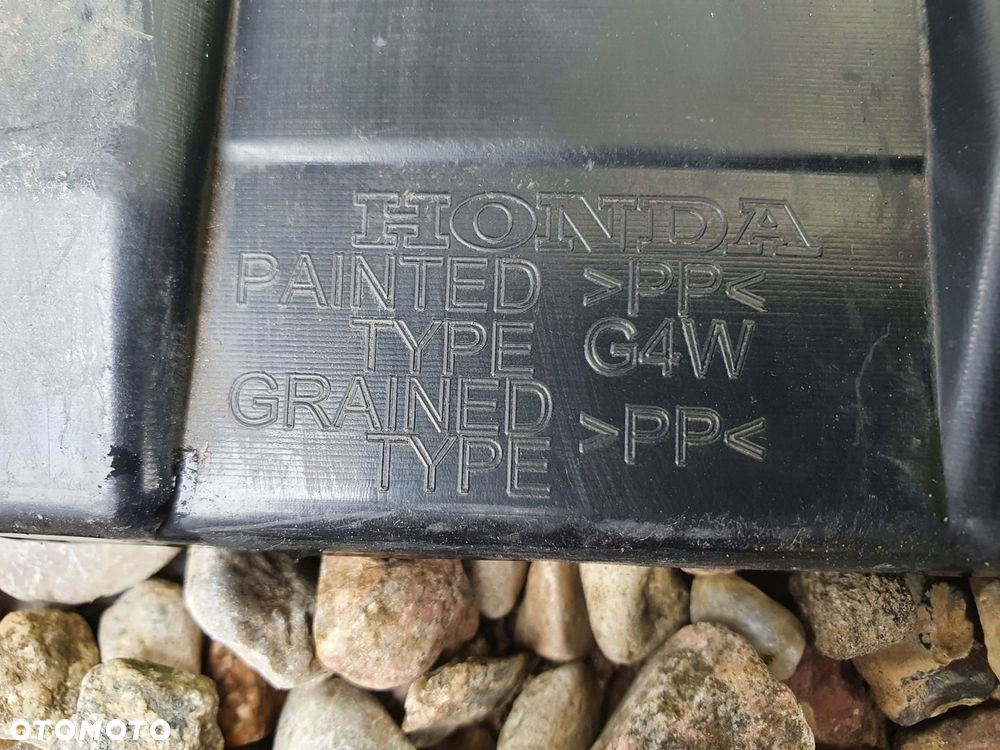 HONDA
PAINTED >PP<
TYPE G4W
GRAINED
TYPE >PP<
OTOMOTO